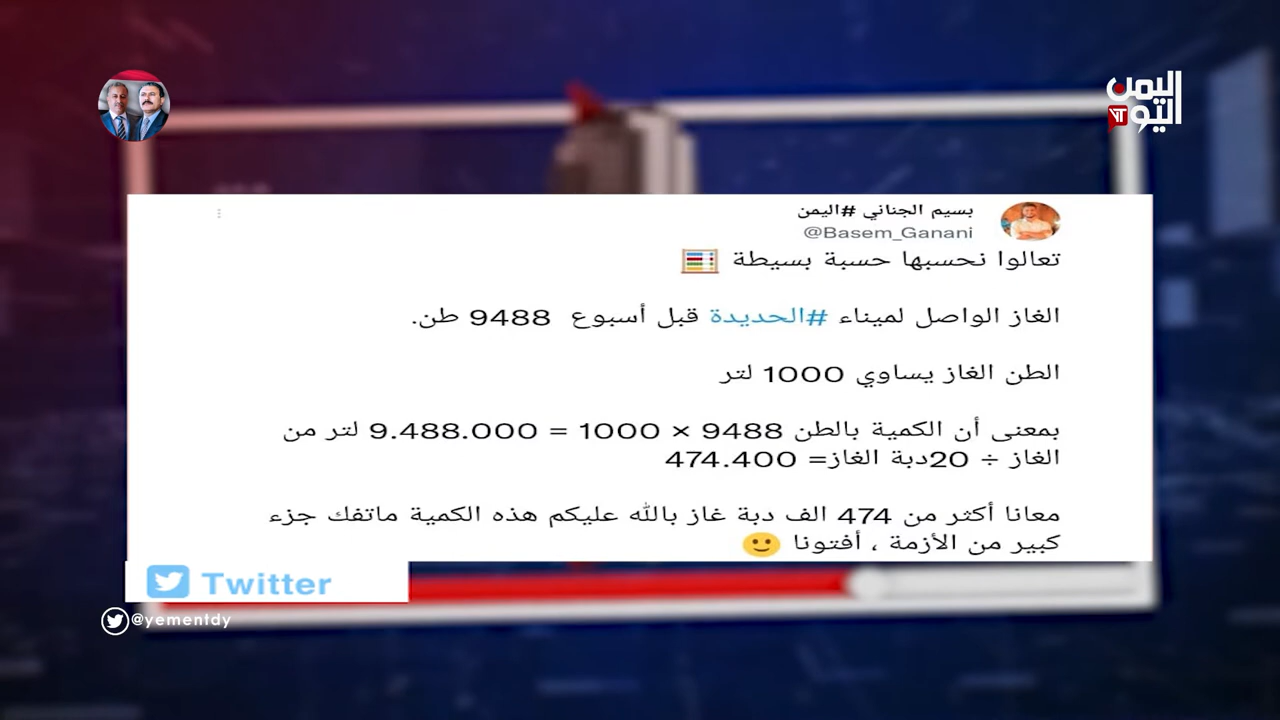 اليمن
اليوم
بسيم الجناني #اليمن
@Basem_Ganani
تعالوا نحسبها حسبة بسيطة
الغاز الواصل لميناء #الحديدة قبل أسبوع 9488 طن.
الطن الغاز يساوي 1000 لتر
بمعنى أن الكمية بالطن 9488 × 1000 = 9.488.000 لتر من
الغاز ÷ 20دبة الغاز= 474.400
معانا أكثر من 474 الف دبة غاز بالله عليكم هذه الكمية ماتفك جزء
كبير من الأزمة ، أفتونا
Twitter
@yementdy